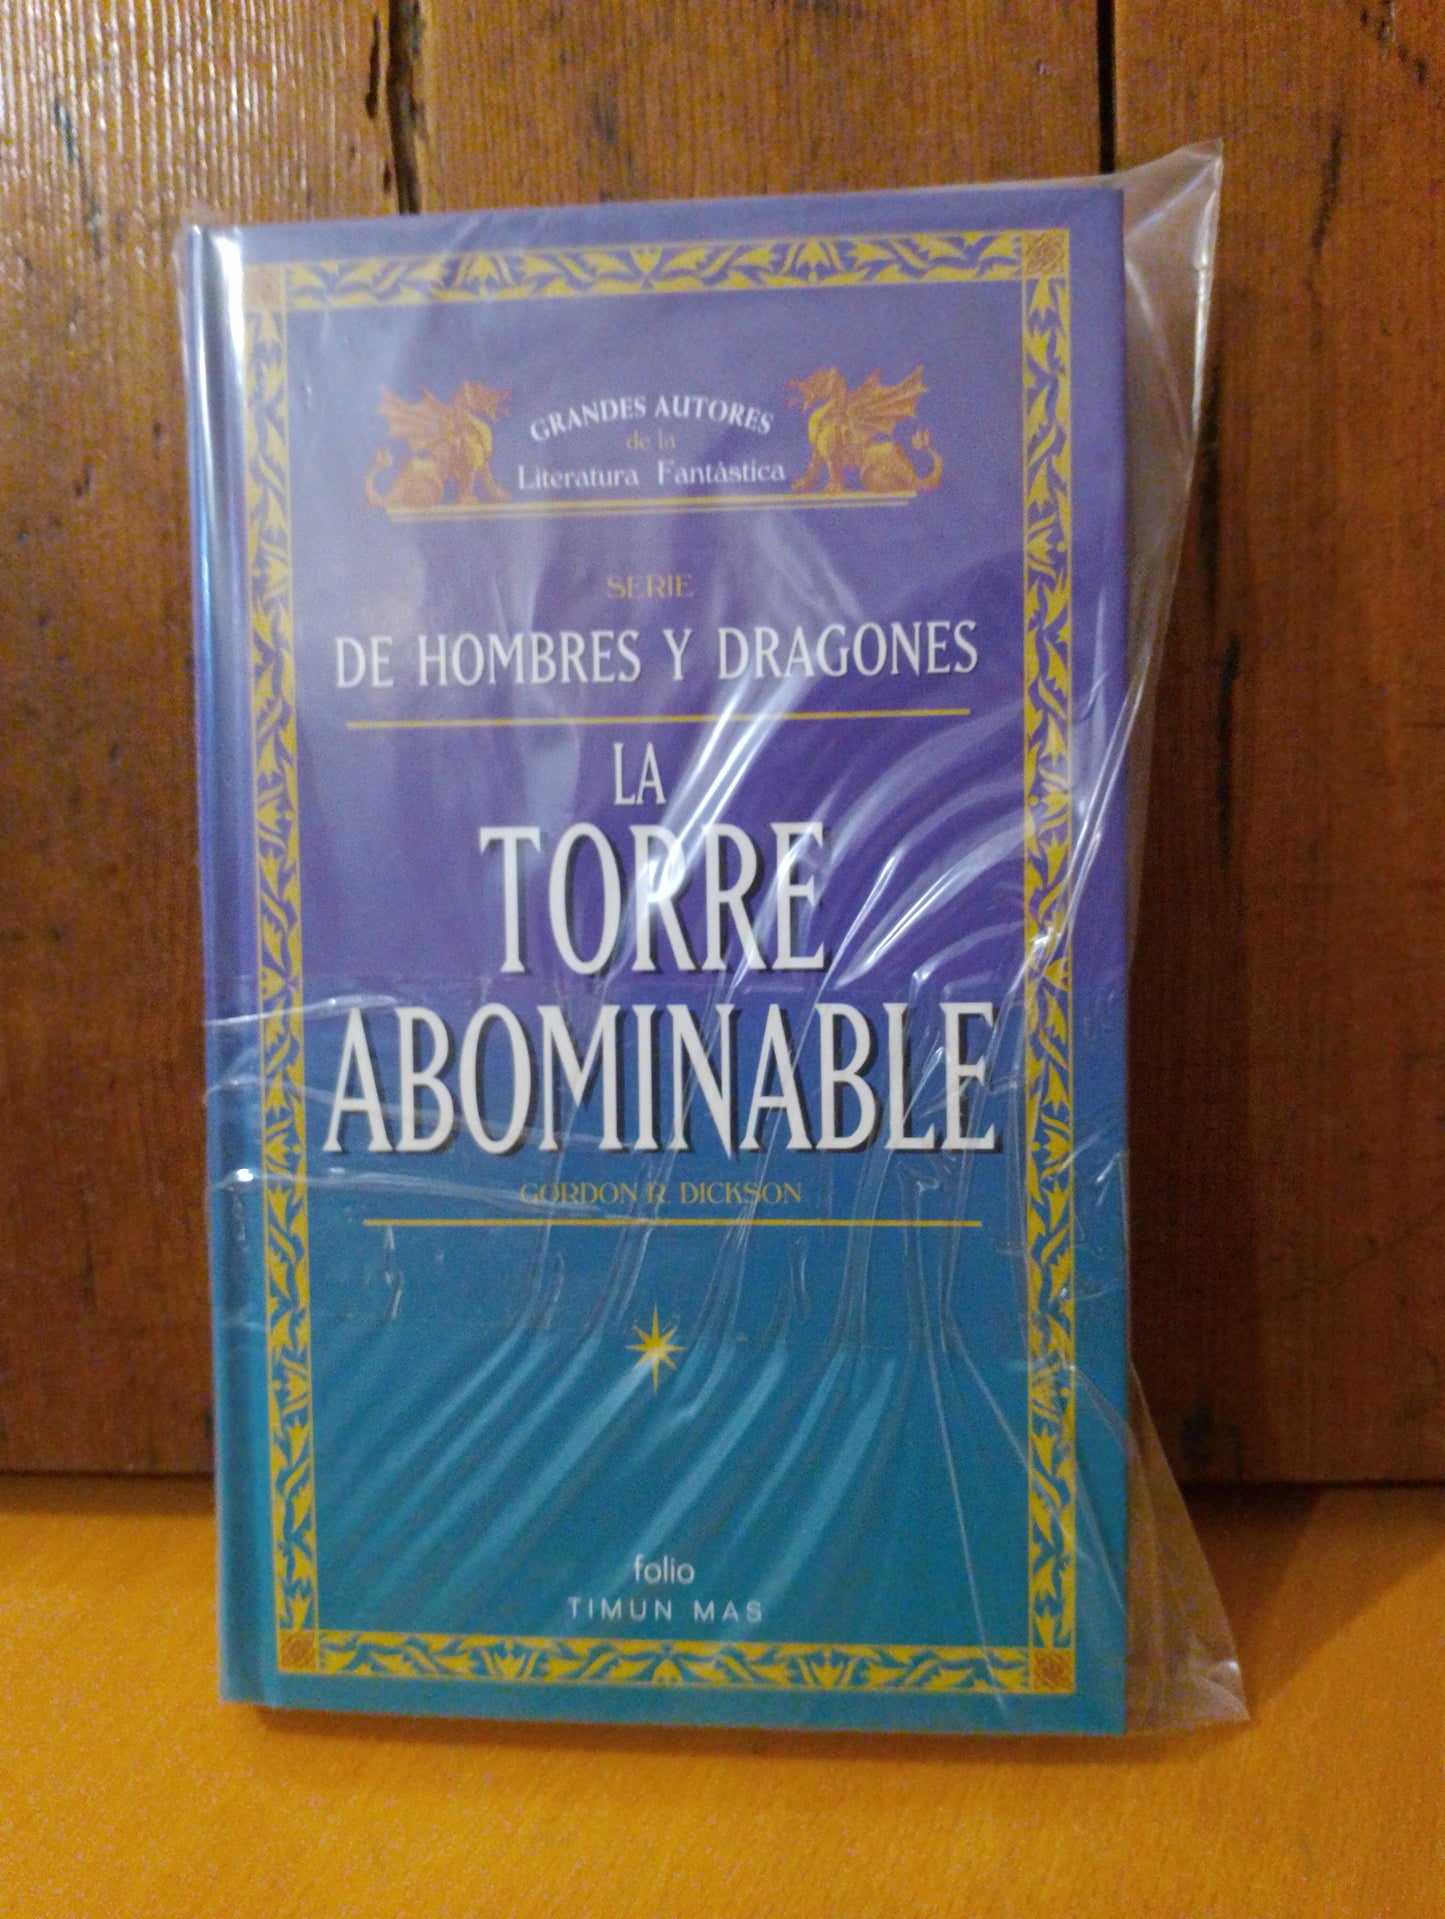 GRANDES AUTORES
de la
Literatura Fantástica
SERIE
DE HOMBRES Y DRAGONES
LA
TORRE
ABOMINABLE
GORDON R. DICKSON
folio
TIMUN MAS